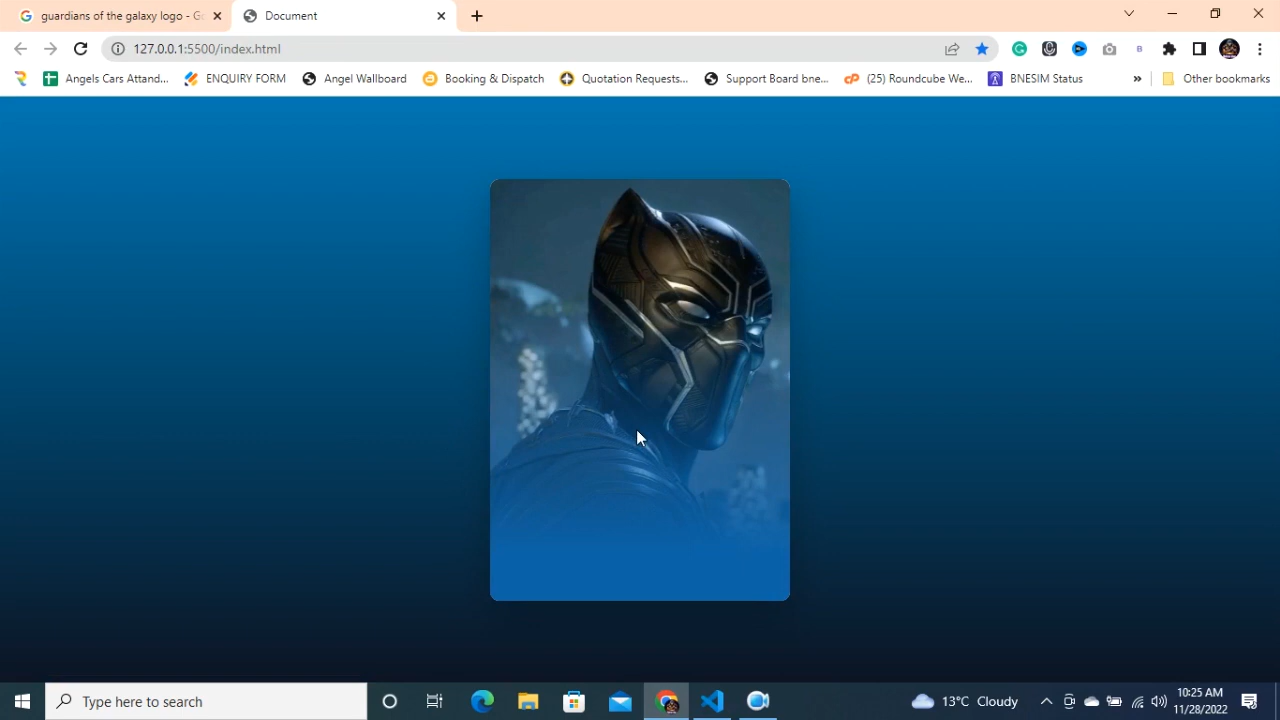 guardians of the galaxy logo - Go
Document
127.0.0.1:5500/index.html
Angels Cars Attand...
ENQUIRY FORM
Angel Wallboard
Booking & Dispatch
Quotation Requests...
Support Board bne...
(25) Roundcube We...
BNESIM Status
»
Other bookmarks
Type here to search
13°C Cloudy
10:25 AM
11/28/2022